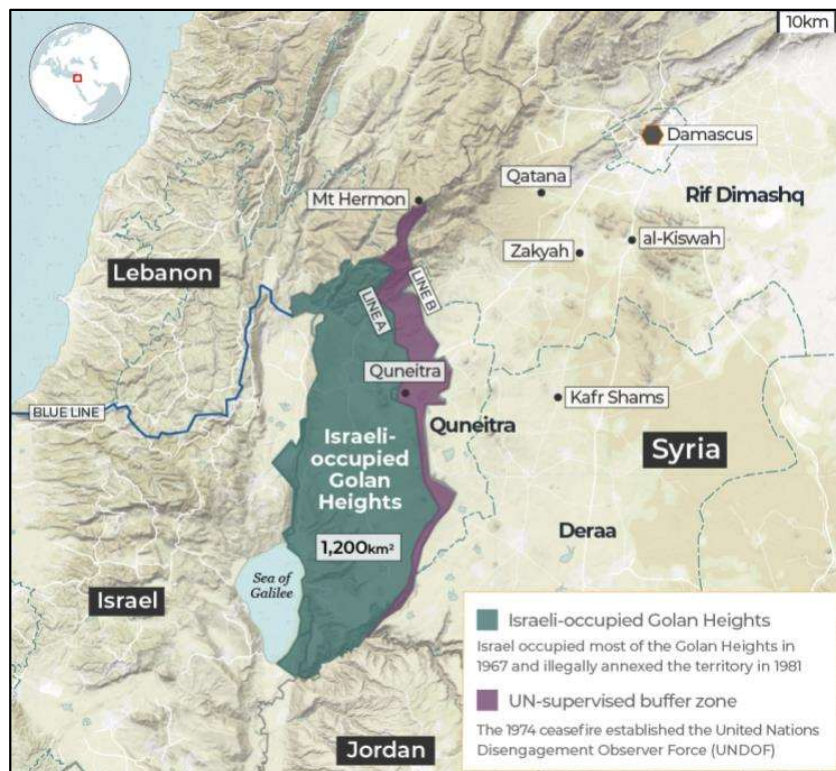 10km
Damascus
Qatana
Mt Hermon
Rif Dimashq
al-Kiswah
Zakyah
Lebanon
LINE A
LINE B
Quneitra
Kafr Shams
BLUE LINE
Quneitra
Israeli-
occupied
Golan
Heights
Syria
1,200km²
Deraa
Sea of
Galilee
Israel
Israeli-occupied Golan Heights
Israel occupied most of the Golan Heights in
1967 and illegally annexed the territory in 1981
UN-supervised buffer zone
The 1974 ceasefire established the United Nations
Disengagement Observer Force (UNDOF)
Jordan